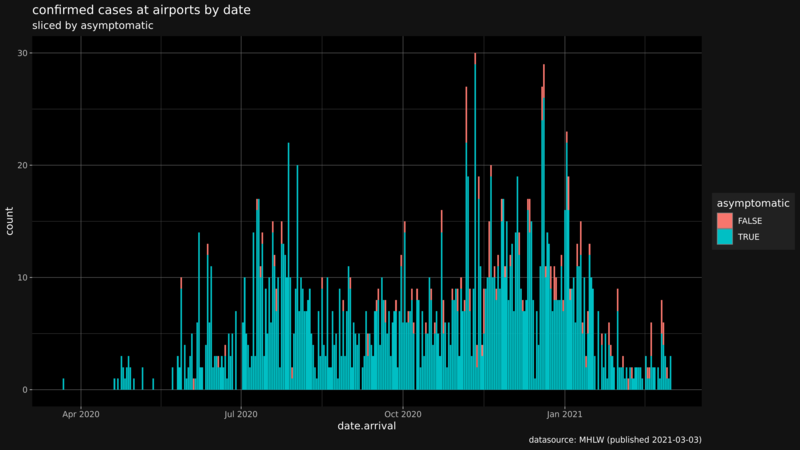 confirmed cases at airports by date
sliced by asymptomatic
30
20
10
0
count
Apr 2020
Jul 2020
Oct 2020
Jan 2021
date.arrival
asymptomatic
FALSE
TRUE
datasource: MHLW (published 2021-03-03)